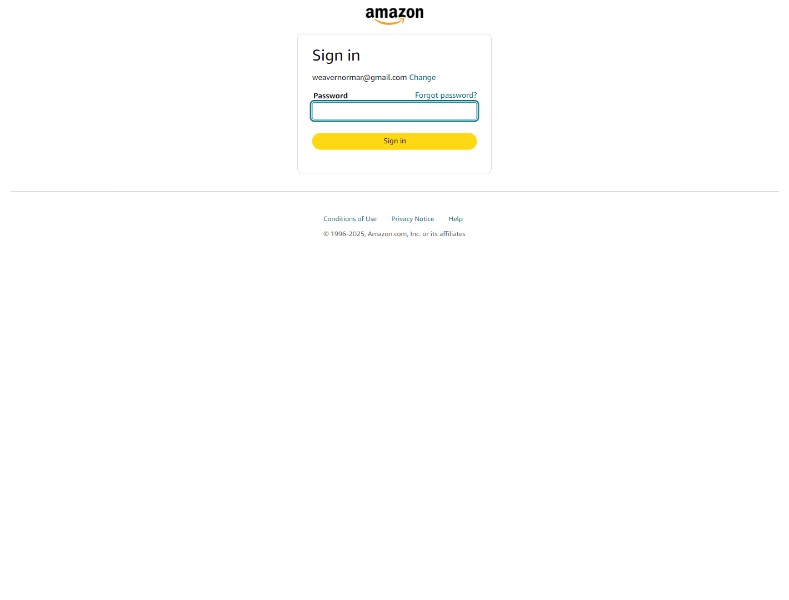 amazon
Sign in
weavernormar@gmail.com Change
Password Forgot password?
Sign in
Conditions of Use Privacy Notice Help
© 1996-2025, Amazon.com, Inc. or its affiliates